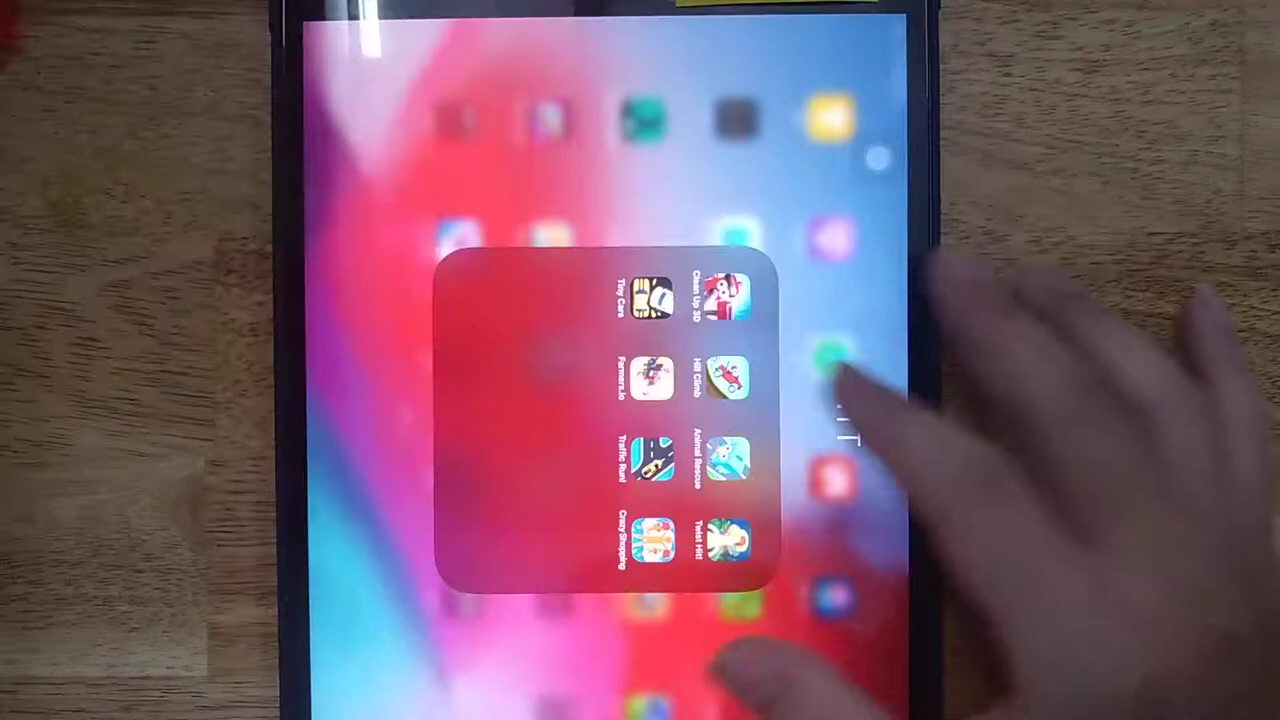 Clean Up 3D
Hill Climb
Animal Rescue
Twist Hit!
Tiny Cars
Farmers.io
Traffic Run!
Crazy Shopping